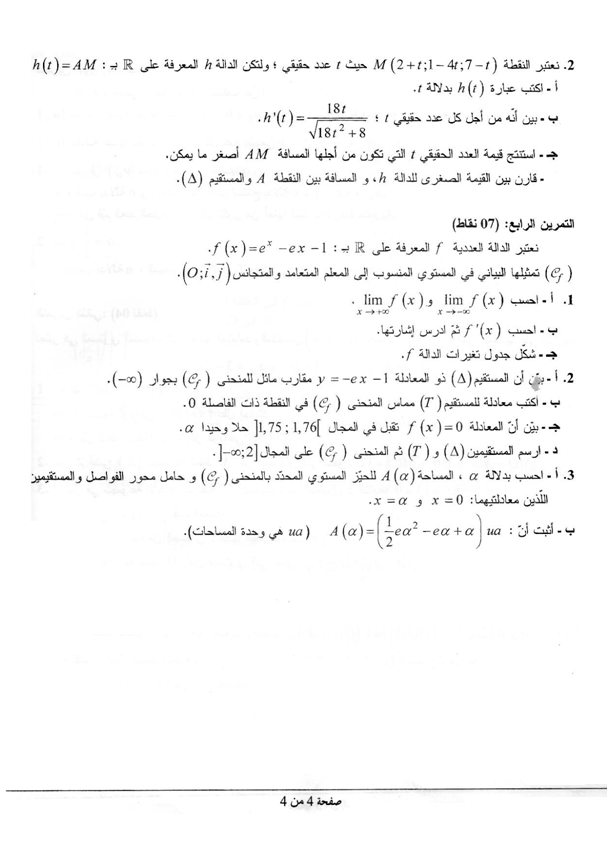 2. نعتبر النقطة M(2+t;1−4t;7−t) حيث t عدد حقيقي ؛ ولتكن الدالة h المعرفة على ℝ بـ : h(t)=AM
أ - اكتب عبارة h(t) بدلالة t.
ب - بين أنّه من أجل كل عدد حقيقي t ؛ h'(t)=18t/√(18t²+8).
جـ - استنتج قيمة العدد الحقيقي t التي تكون من أجلها المسافة AM أصغر ما يمكن.
- قارن بين القيمة الصغرى للدالة h، و المسافة بين النقطة A والمستقيم (Δ).
التمرين الرابع: (07 نقاط)
نعتبر الدالة العددية f المعرفة على ℝ بـ : f(x)=eˣ−ex−1.
(𝒞f) تمثيلها البياني في المستوي المنسوب إلى المعلم المتعامد والمتجانس (O;i⃗,j⃗).
1. أ - احسب lim f(x) x→−∞ و lim f(x) x→+∞ .
ب - احسب f'(x) ثمّ ادرس إشارتها.
جـ - شكّل جدول تغيرات الدالة f.
2. أ - بيّن أن المستقيم (Δ) ذو المعادلة y=−ex−1 مقارب مائل للمنحنى (𝒞f) بجوار (−∞).
ب - اكتب معادلة للمستقيم (T) مماس المنحنى (𝒞f) في النقطة ذات الفاصلة 0.
جـ - بيّن أنّ المعادلة f(x)=0 تقبل في المجال ]1,75 ; 1,76[ حلا وحيدا α.
د - ارسم المستقيمين (Δ) و (T) ثم المنحنى (𝒞f) على المجال ]−∞;2].
3. أ - احسب بدلالة α ، المساحة A(α) للحيّز المستوي المحدّد بالمنحنى (𝒞f) و حامل محور الفواصل والمستقيمين
اللّذين معادلتيهما: x=0 و x=α.
ب - أثبت أنّ : A(α)=(1/2 eα²−eα+α) ua (ua هي وحدة المساحات).
صفحة 4 من 4